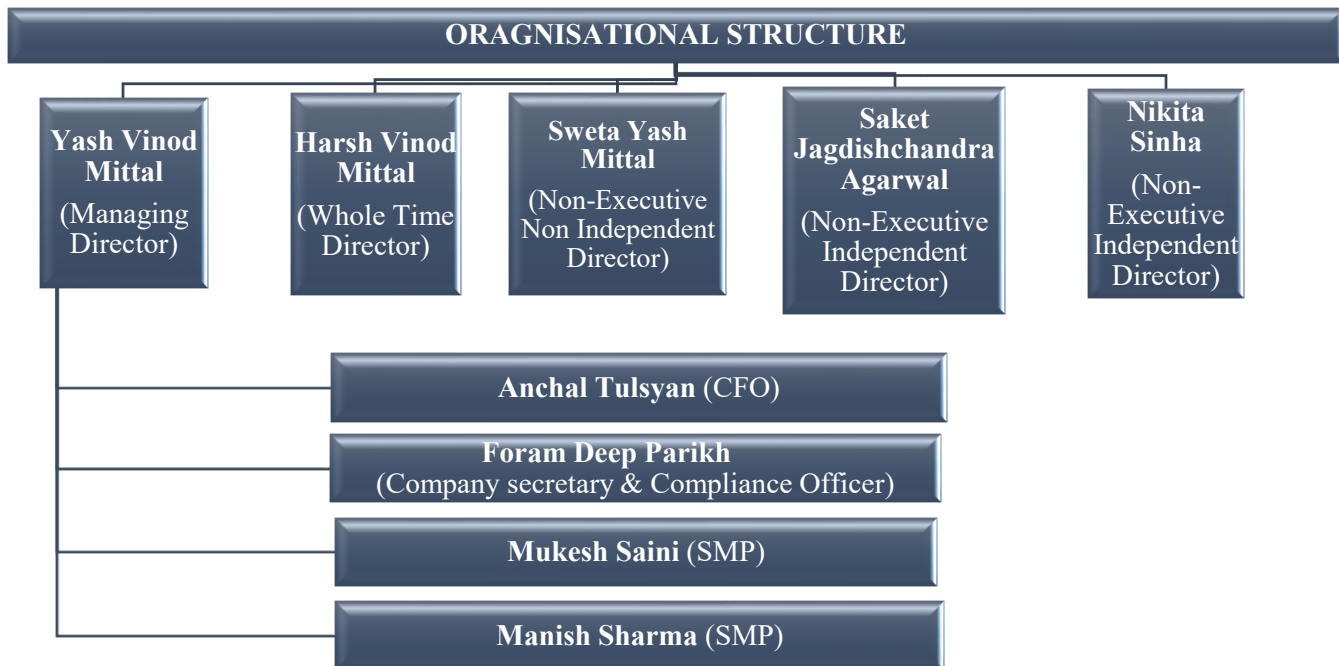 ORAGNISATIONAL STRUCTURE
Yash Vinod
Mittal
(Managing
Director)
Harsh Vinod
Mittal
(Whole Time
Director)
Sweta Yash
Mittal
(Non-Executive
Non Independent
Director)
Saket
Jagdishchandra
Agarwal
(Non-Executive
Independent
Director)
Nikita
Sinha
(Non-
Executive
Independent
Director)
Anchal Tulsyan (CFO)
Foram Deep Parikh
(Company secretary & Compliance Officer)
Mukesh Saini (SMP)
Manish Sharma (SMP)